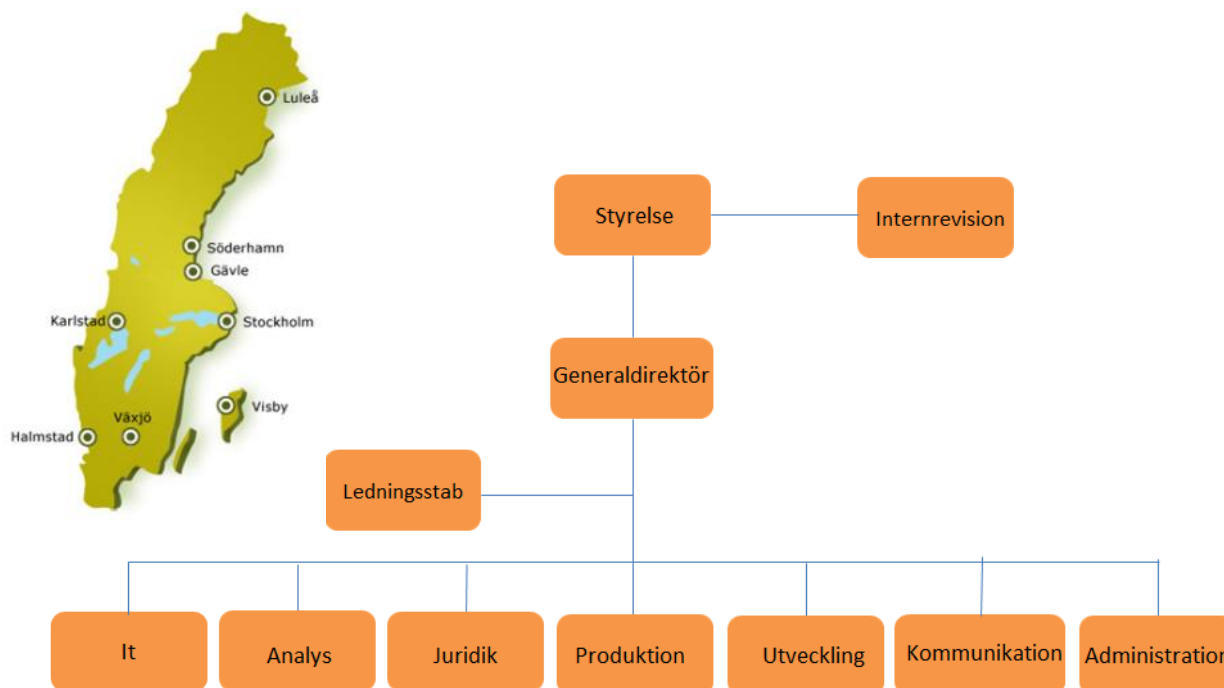 Luleå
Söderhamn
Gävle
Karlstad
Stockholm
Visby
Växjö
Halmstad
Styrelse
Internrevision
Generaldirektör
Ledningsstab
It
Analys
Juridik
Produktion
Utveckling
Kommunikation
Administration